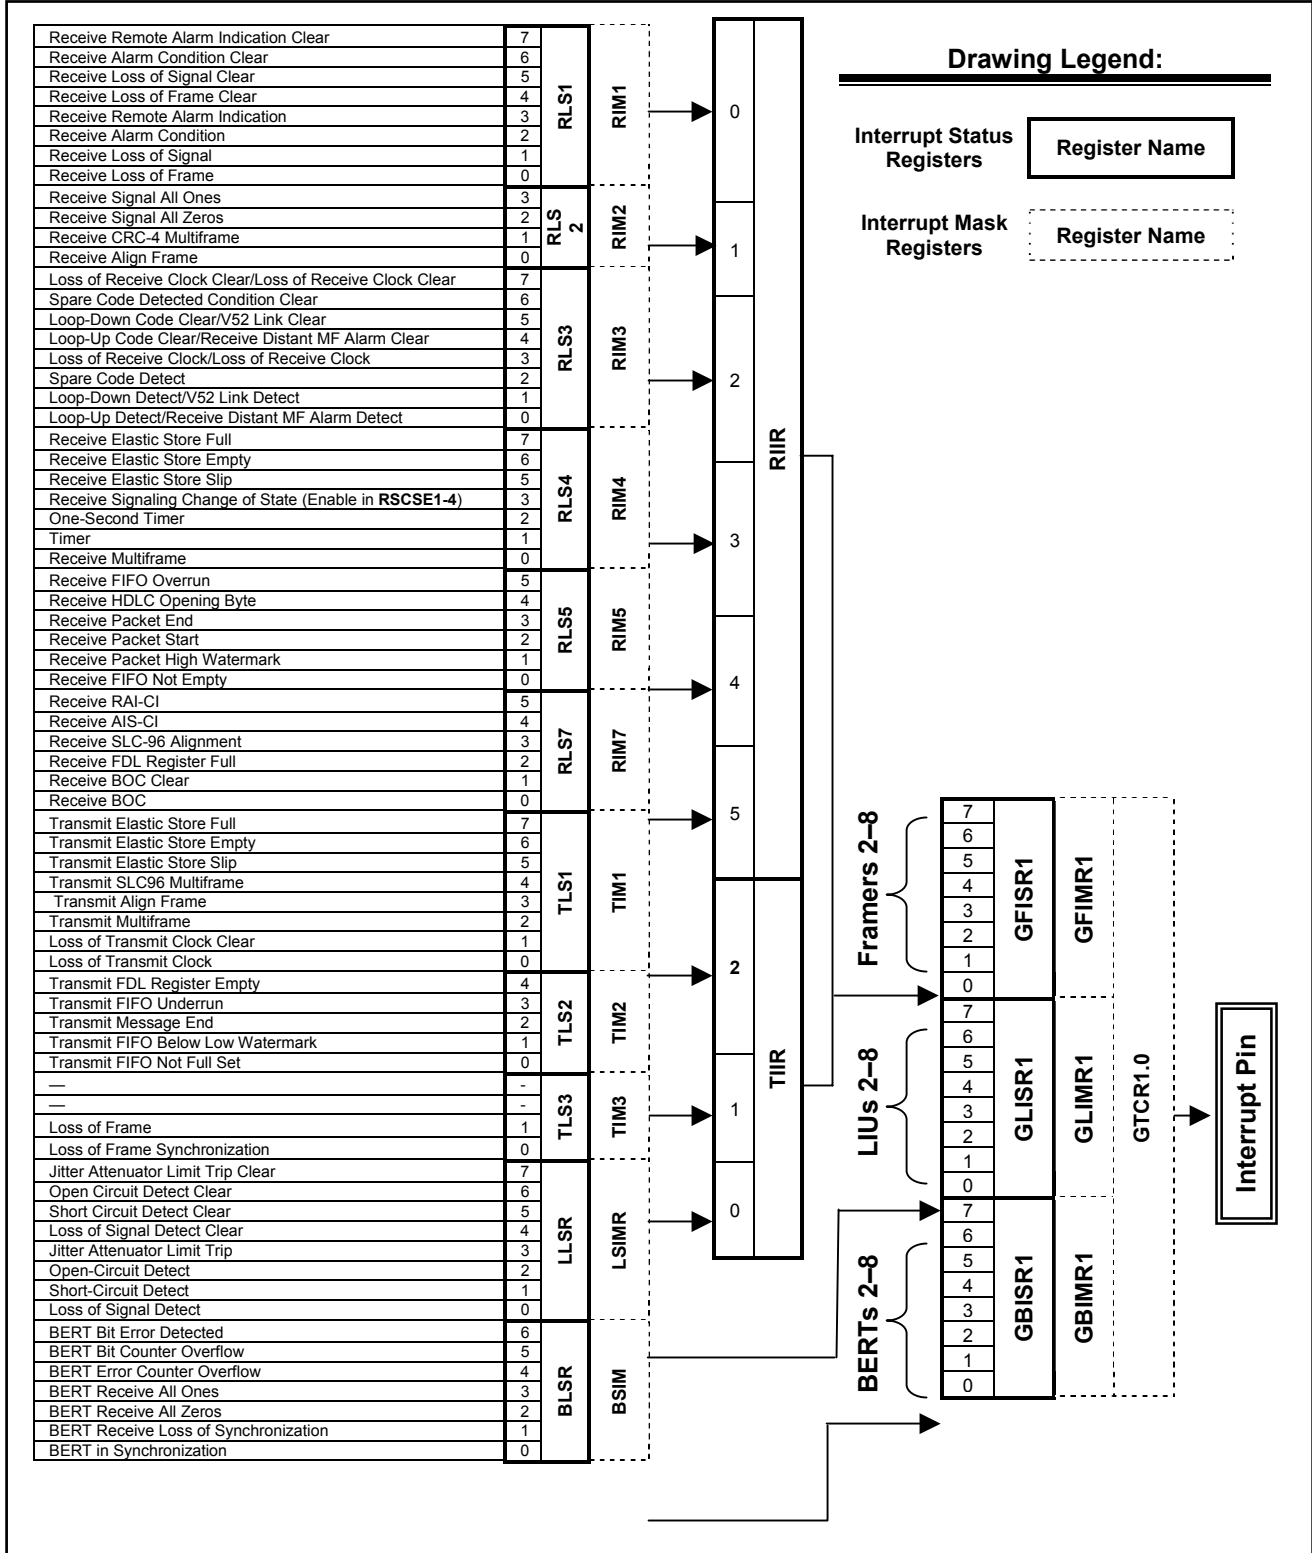 Drawing Legend:
Interrupt Status
Registers
Register Name
Interrupt Mask
Registers
Register Name
Receive Remote Alarm Indication Clear 7
Receive Alarm Condition Clear 6
Receive Loss of Signal Clear 5
Receive Loss of Frame Clear 4
Receive Remote Alarm Indication 3
Receive Alarm Condition 2
Receive Loss of Signal 1
Receive Loss of Frame 0
RLS1
RIM1
Receive Signal All Ones 3
Receive Signal All Zeros 2
Receive CRC-4 Multiframe 1
Receive Align Frame 0
RLS
2
RIM2
Loss of Receive Clock Clear/Loss of Receive Clock Clear 7
Spare Code Detected Condition Clear 6
Loop-Down Code Clear/V52 Link Clear 5
Loop-Up Code Clear/Receive Distant MF Alarm Clear 4
Loss of Receive Clock/Loss of Receive Clock 3
Spare Code Detect 2
Loop-Down Detect/V52 Link Detect 1
Loop-Up Detect/Receive Distant MF Alarm Detect 0
RLS3
RIM3
Receive Elastic Store Full 7
Receive Elastic Store Empty 6
Receive Elastic Store Slip 5
Receive Signaling Change of State (Enable in RSCSE1-4) 3
One-Second Timer 2
Timer 1
Receive Multiframe 0
RLS4
RIM4
Receive FIFO Overrun 5
Receive HDLC Opening Byte 4
Receive Packet End 3
Receive Packet Start 2
Receive Packet High Watermark 1
Receive FIFO Not Empty 0
RLS5
RIM5
Receive RAI-CI 5
Receive AIS-CI 4
Receive SLC-96 Alignment 3
Receive FDL Register Full 2
Receive BOC Clear 1
Receive BOC 0
RLS7
RIM7
Transmit Elastic Store Full 7
Transmit Elastic Store Empty 6
Transmit Elastic Store Slip 5
Transmit SLC96 Multiframe 4
Transmit Align Frame 3
Transmit Multiframe 2
Loss of Transmit Clock Clear 1
Loss of Transmit Clock 0
TLS1
TIM1
Transmit FDL Register Empty 4
Transmit FIFO Underrun 3
Transmit Message End 2
Transmit FIFO Below Low Watermark 1
Transmit FIFO Not Full Set 0
TLS2
TIM2
— -
— -
Loss of Frame 1
Loss of Frame Synchronization 0
TLS3
TIM3
Jitter Attenuator Limit Trip Clear 7
Open Circuit Detect Clear 6
Short Circuit Detect Clear 5
Loss of Signal Detect Clear 4
Jitter Attenuator Limit Trip 3
Open-Circuit Detect 2
Short-Circuit Detect 1
Loss of Signal Detect 0
LLSR
LSIMR
BERT Bit Error Detected 6
BERT Bit Counter Overflow 5
BERT Error Counter Overflow 4
BERT Receive All Ones 3
BERT Receive All Zeros 2
BERT Receive Loss of Synchronization 1
BERT in Synchronization 0
BLSR
BSIM
0
1
2
3
4
5
RIIR
2
1
0
TIIR
Framers 2–8
7
6
5
4
3
2
1
0
GFISR1
GFIMR1
LIUs 2–8
7
6
5
4
3
2
1
0
GLISR1
GLIMR1
BERTs 2–8
7
6
5
4
3
2
1
0
GBISR1
GBIMR1
GTCR1.0
Interrupt Pin